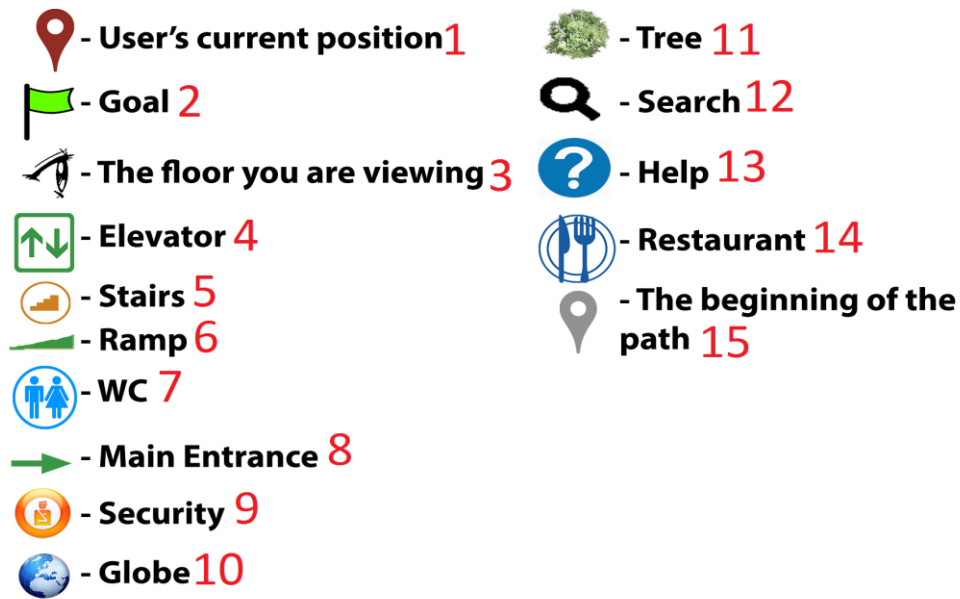 - User's current position 1
- Goal 2
- The floor you are viewing 3
- Elevator 4
- Stairs 5
- Ramp 6
- WC 7
- Main Entrance 8
- Security 9
- Globe 10
- Tree 11
- Search 12
? - Help 13
- Restaurant 14
- The beginning of the
path 15